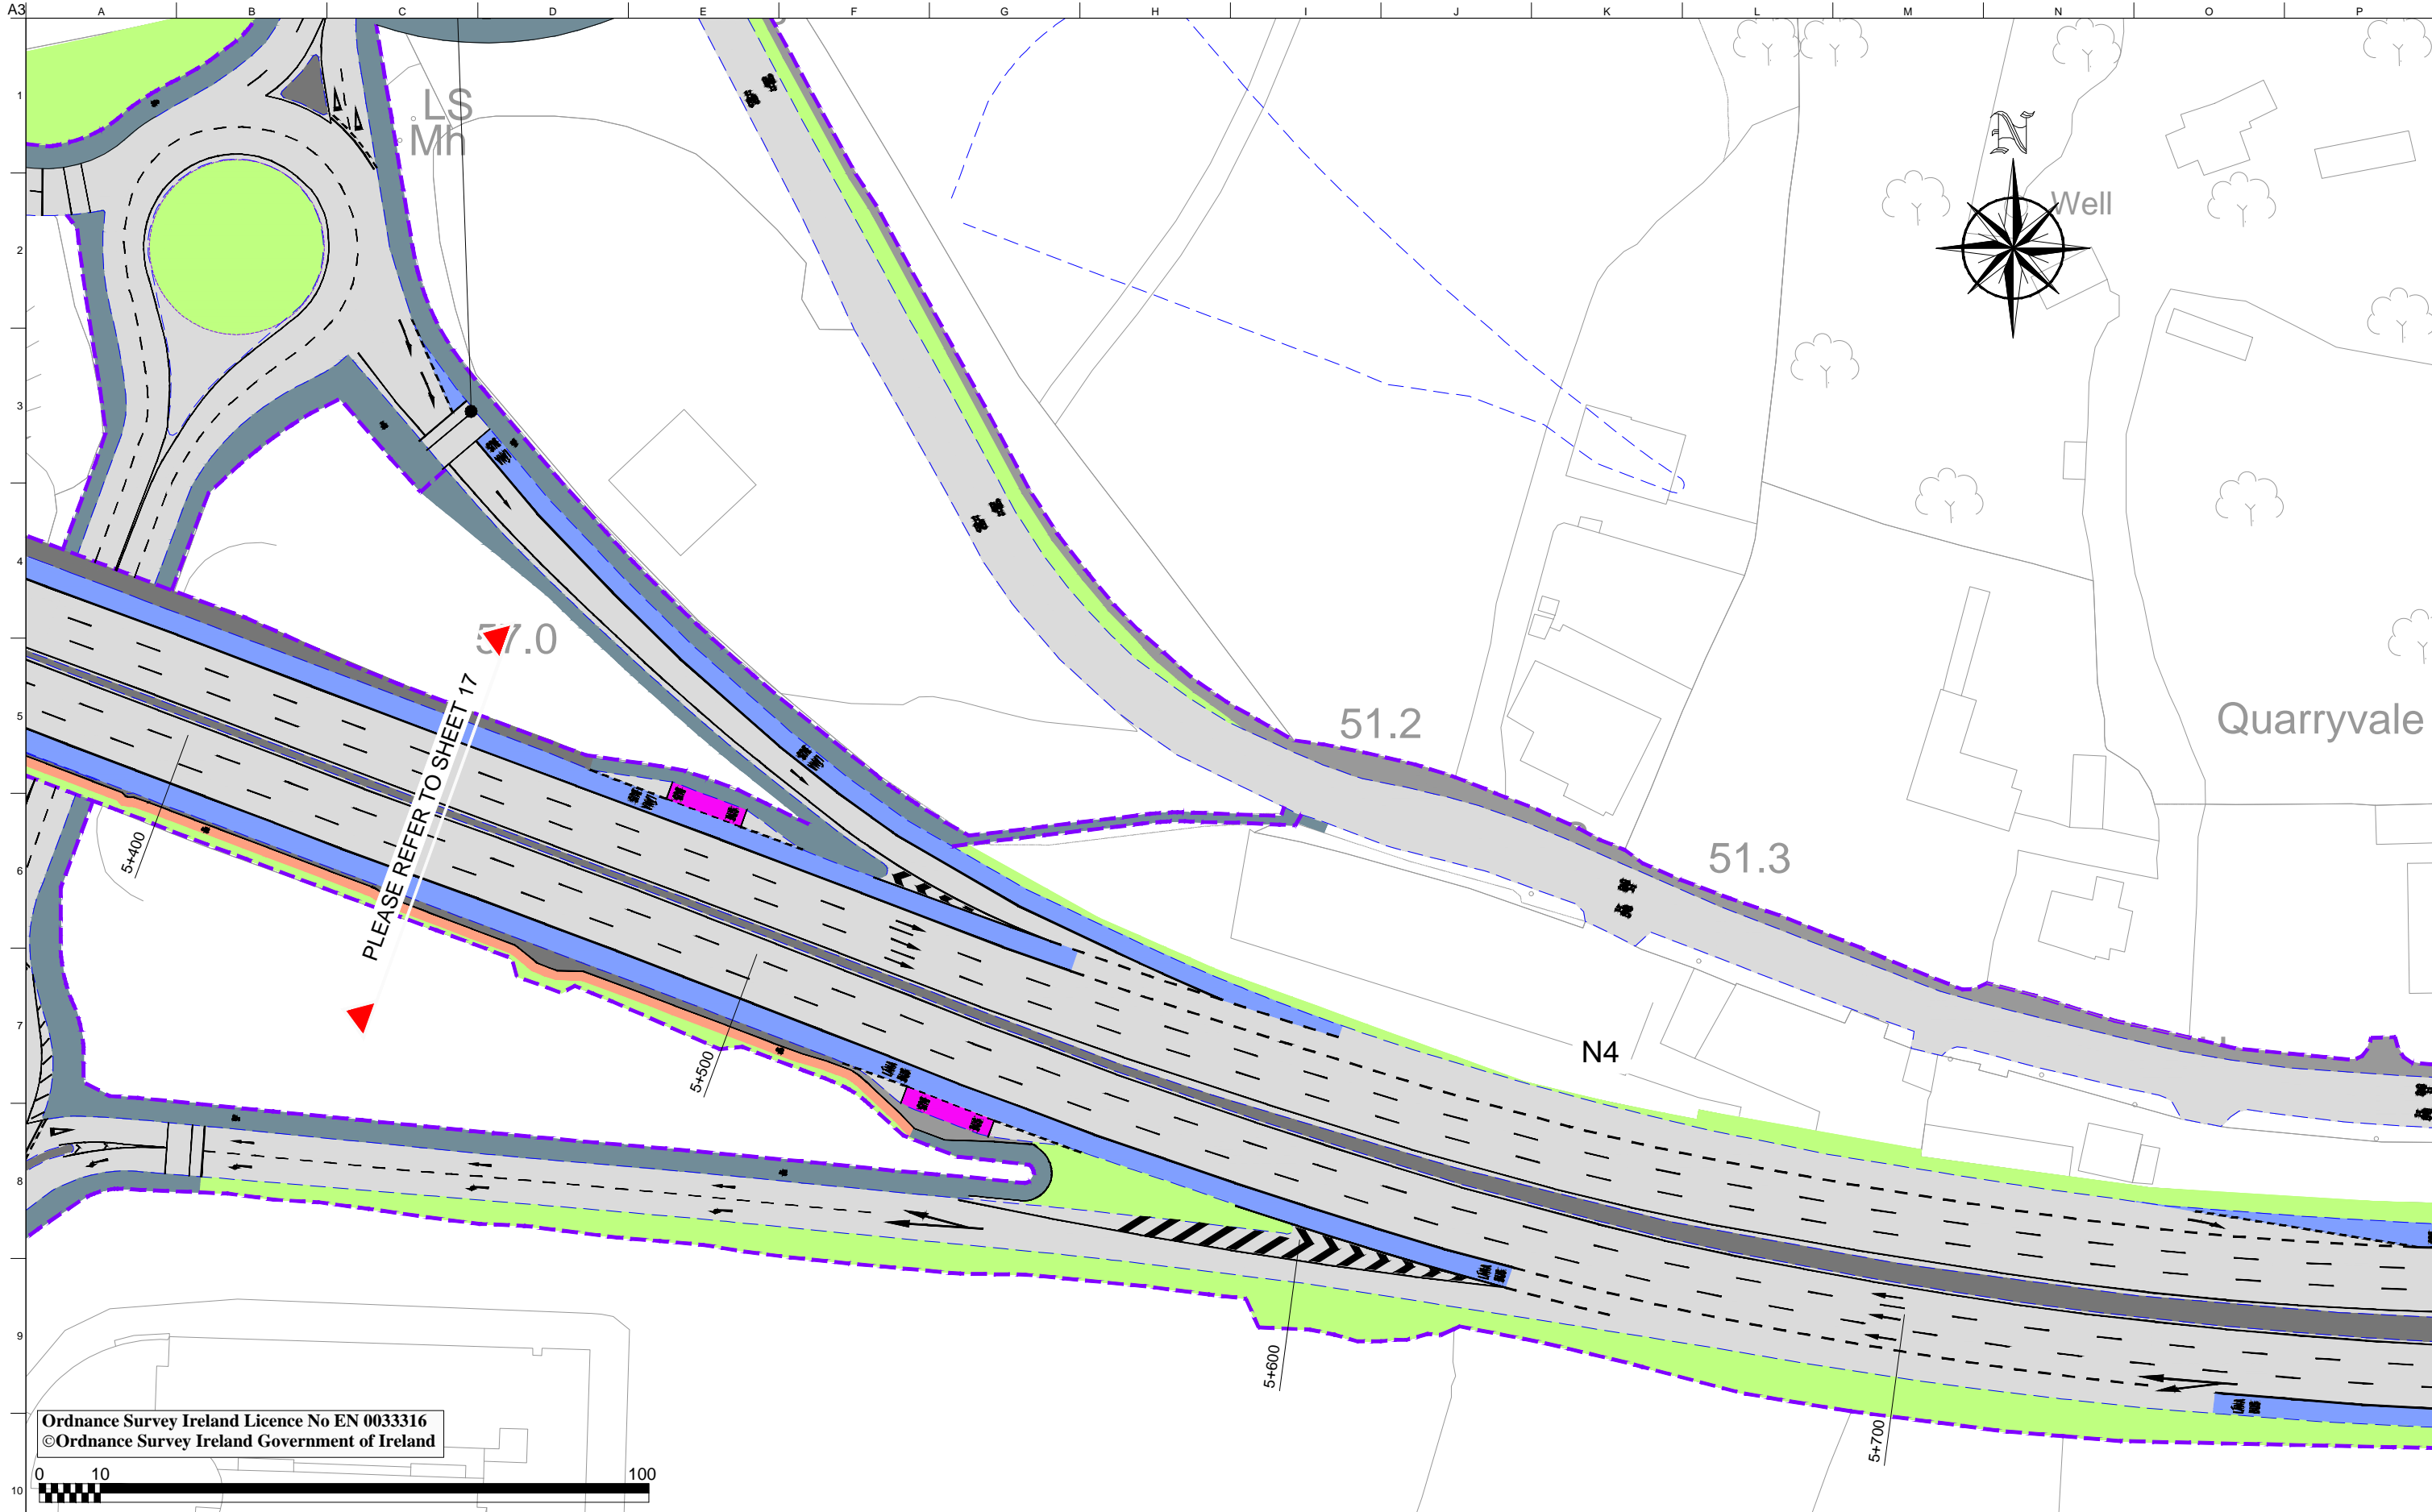 A3 A B C D E F G H I J K L M N O P
1
LS
Mh
N
Well
2
3
4
57.0
5
51.2
Quarryvale
PLEASE REFER TO SHEET 17
5+400
51.3
6
7
N4
5+500
8
9
5+600
5+700
Ordnance Survey Ireland Licence No EN 0033316
©Ordnance Survey Ireland Government of Ireland
0 10 100
10